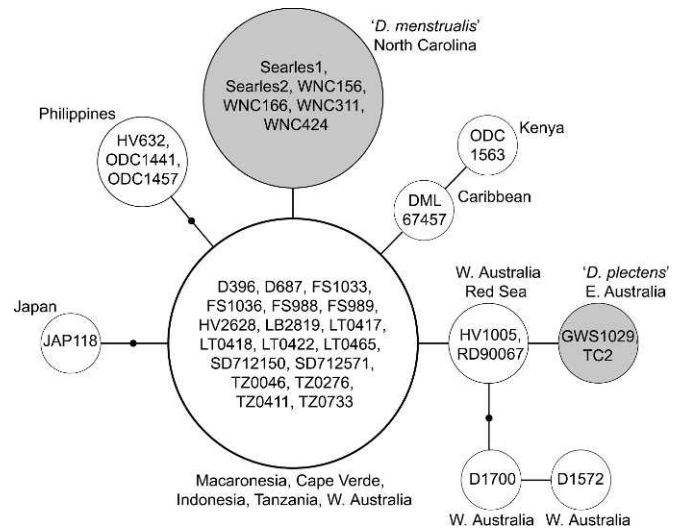 'D. menstrualis'
North Carolina
Searles1,
Searles2, WNC156,
WNC166, WNC311,
WNC424
Philippines
HV632,
ODC1441,
ODC1457
ODC
1563
Kenya
DML
67457
Caribbean
Japan
JAP118
D396, D687, FS1033,
FS1036, FS988, FS989,
HV2628, LB2819, LT0417,
LT0418, LT0422, LT0465,
SD712150, SD712571,
TZ0046, TZ0276,
TZ0411, TZ0733
Macaronesia, Cape Verde,
Indonesia, Tanzania, W. Australia
W. Australia
Red Sea
HV1005,
RD90067
'D. plectens'
E. Australia
GWS1029
TC2
D1700
W. Australia
D1572
W. Australia